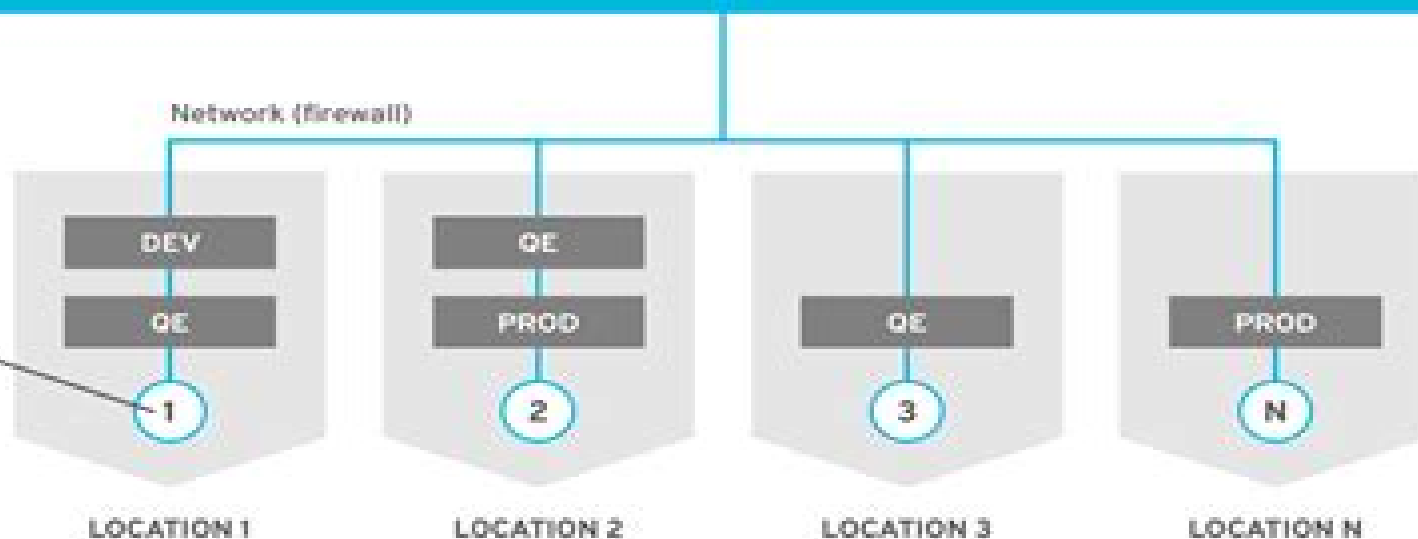 Network (firewall)
DEV
QE
1
LOCATION 1
QE
PROD
2
LOCATION 2
QE
3
LOCATION 3
PROD
N
LOCATION N